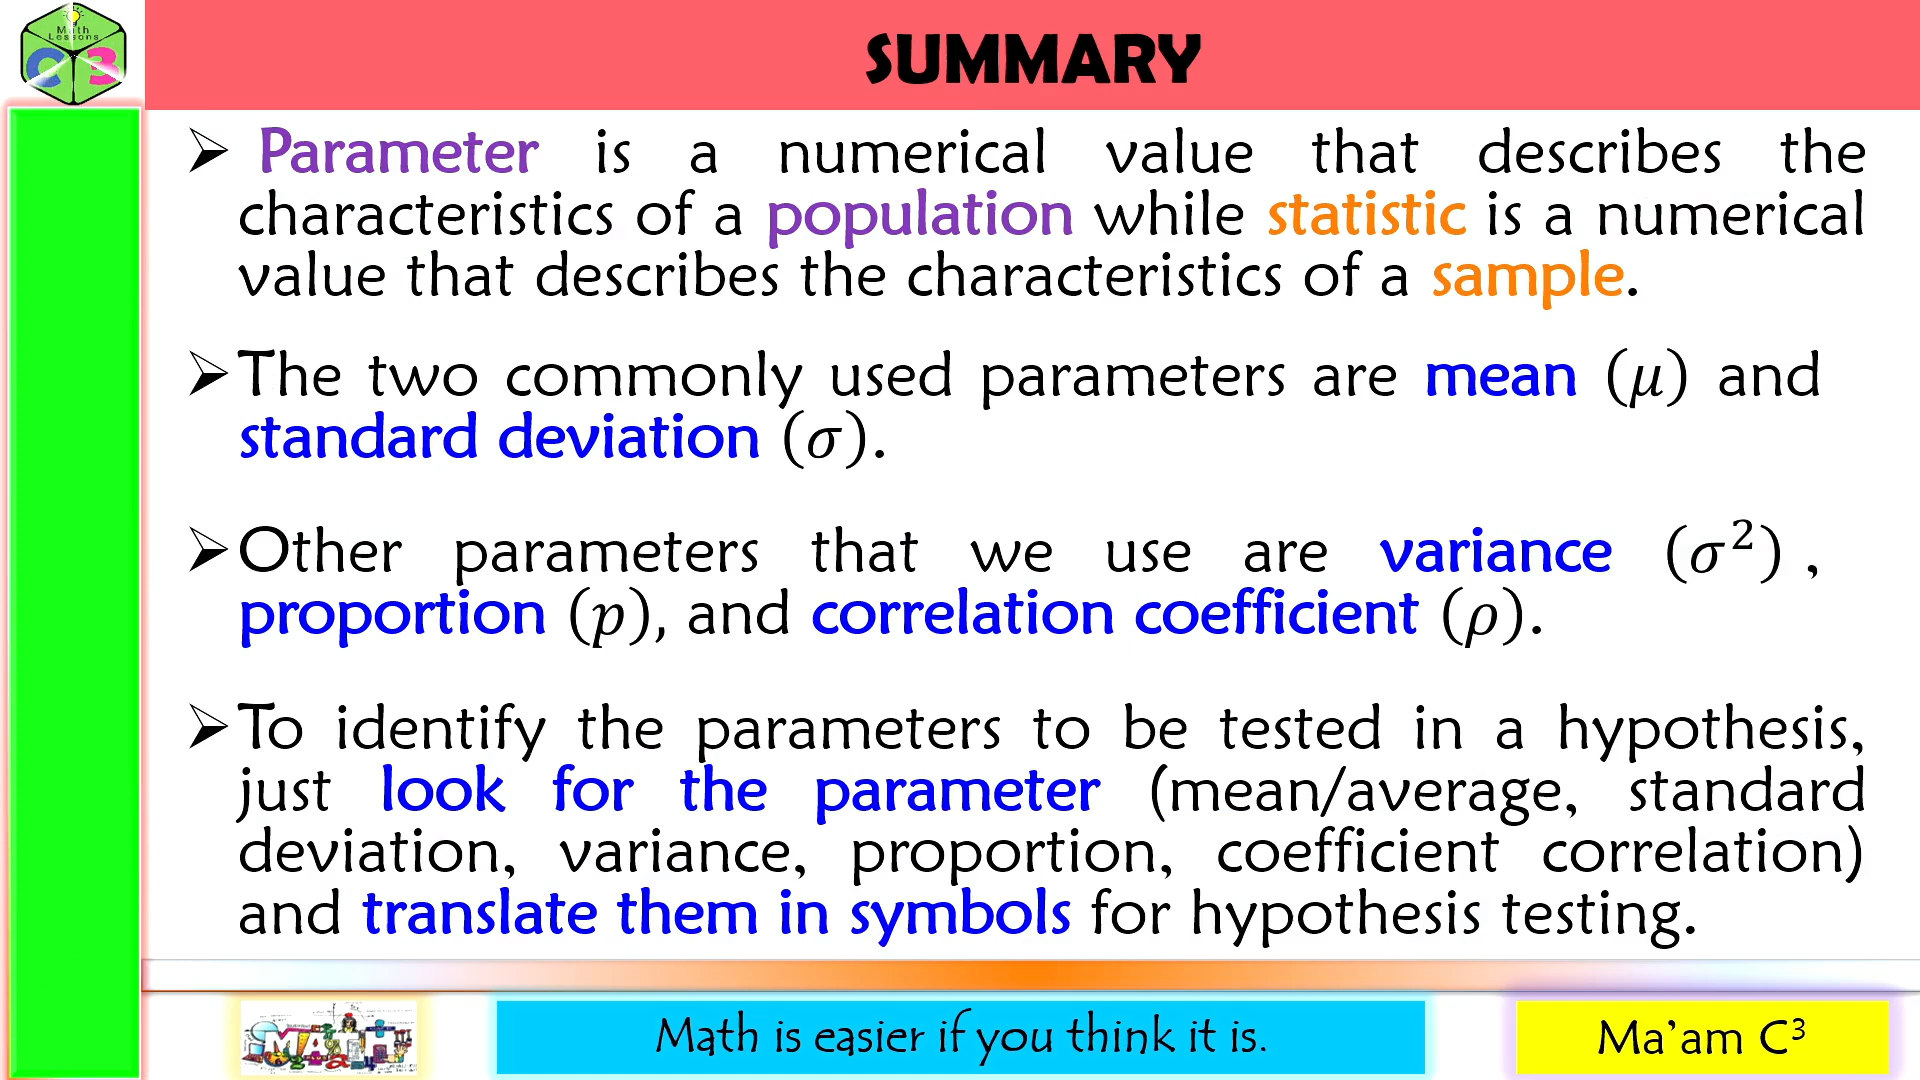 Math
Lessons
C 3
SUMMARY
➢ Parameter is a numerical value that describes the
characteristics of a population while statistic is a numerical
value that describes the characteristics of a sample.
➢The two commonly used parameters are mean (μ) and
standard deviation (σ).
➢Other parameters that we use are variance (σ²) ,
proportion (p), and correlation coefficient (ρ).
➢To identify the parameters to be tested in a hypothesis,
just look for the parameter (mean/average, standard
deviation, variance, proportion, coefficient correlation)
and translate them in symbols for hypothesis testing.
MATH
Math is easier if you think it is.
Ma’am C³